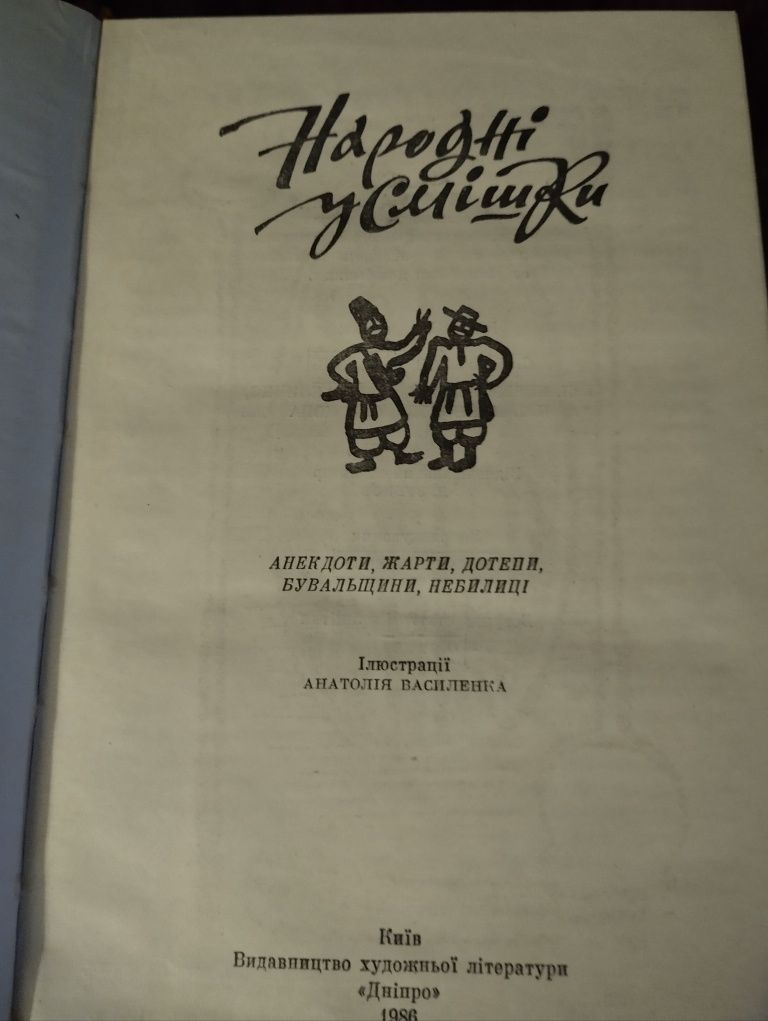 Народні
усмішки
АНЕКДОТИ, ЖАРТИ, ДОТЕПИ,
БУВАЛЬЩИНИ, НЕБИЛИЦІ
Ілюстрації
АНАТОЛІЯ ВАСИЛЕНКА
Київ
Видавництво художньої літератури
«Дніпро»
1986